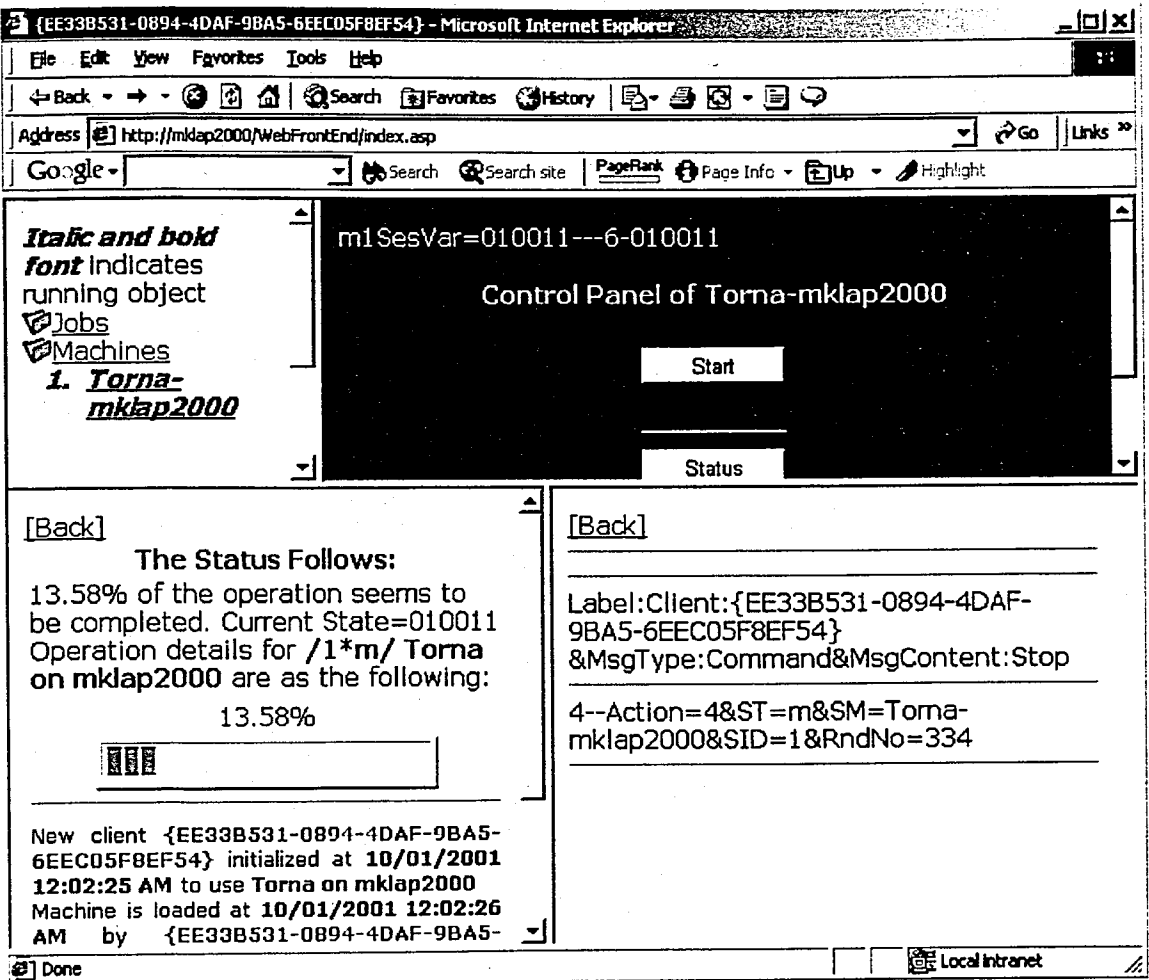 {EE33B531-0894-4DAF-9BA5-6EEC05F8EF54} - Microsoft Internet Explorer
File Edit View Favorites Tools Help
Back Search Favorites History
Address http://mklap2000/WebFrontEnd/index.asp Go Links »
Google Search Search site PageRank Page Info Up Highlight
Italic and bold
font indicates
running object
Jobs
Machines
1. Torna-
mklap2000
m1SesVar=010011---6-010011
Control Panel of Torna-mklap2000
Start
Status
[Back]
The Status Follows:
13.58% of the operation seems to
be completed. Current State=010011
Operation details for /1*m/ Torna
on mklap2000 are as the following:
13.58%
New client {EE33B531-0894-4DAF-9BA5-
6EEC05F8EF54} initialized at 10/01/2001
12:02:25 AM to use Torna on mklap2000
Machine is loaded at 10/01/2001 12:02:26
AM by {EE33B531-0894-4DAF-9BA5-
[Back]
Label:Client:{EE33B531-0894-4DAF-
9BA5-6EEC05F8EF54}
&MsgType:Command&MsgContent:Stop
4--Action=4&ST=m&SM=Torna-
mklap2000&SID=1&RndNo=334
Done Local intranet